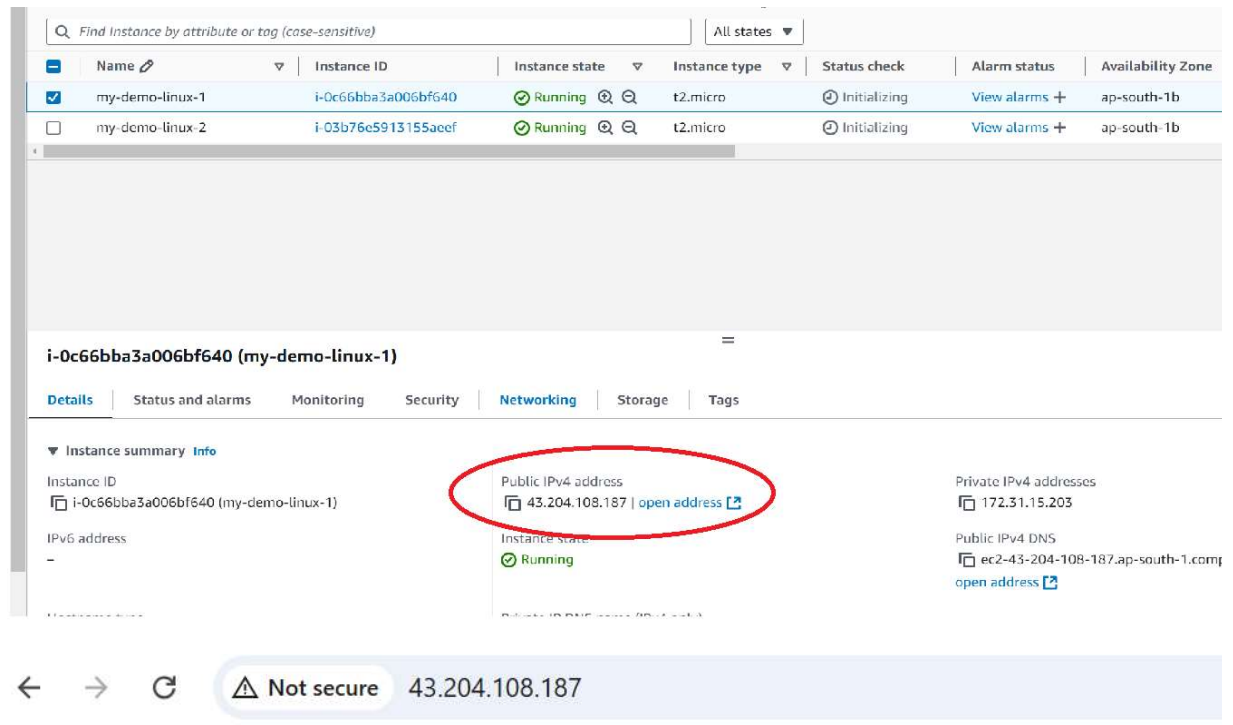 Find Instance by attribute or tag (case-sensitive) All states
Name Instance ID Instance state Instance type Status check Alarm status Availability Zone
my-demo-linux-1 i-0c66bba3a006bf640 Running t2.micro Initializing View alarms + ap-south-1b
my-demo-linux-2 i-03b76e5913155aeef Running t2.micro Initializing View alarms + ap-south-1b
i-0c66bba3a006bf640 (my-demo-linux-1)
Details Status and alarms Monitoring Security Networking Storage Tags
Instance summary Info
Instance ID Public IPv4 address Private IPv4 addresses
i-0c66bba3a006bf640 (my-demo-linux-1) 43.204.108.187 | open address 172.31.15.203
IPv6 address Instance state Public IPv4 DNS
– Running ec2-43-204-108-187.ap-south-1.comp
open address
Not secure 43.204.108.187